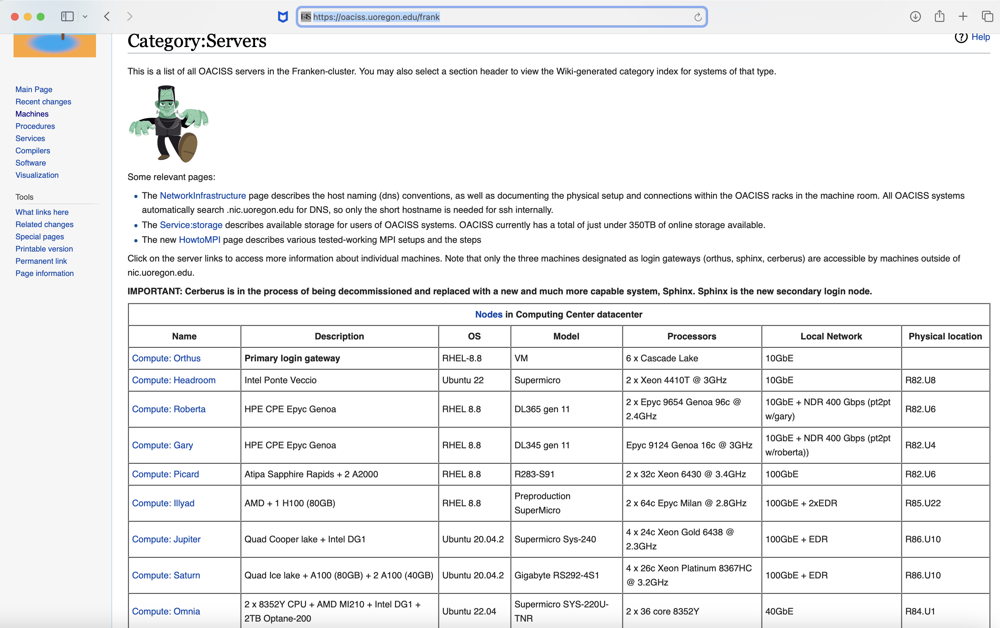 E4S https://oaciss.uoregon.edu/frank
Category:Servers
? Help
This is a list of all OACISS servers in the Franken-cluster. You may also select a section header to view the Wiki-generated category index for systems of that type.
Main Page
Recent changes
Machines
Procedures
Services
Compilers
Software
Visualization
Tools
What links here
Related changes
Special pages
Printable version
Permanent link
Page information
Some relevant pages:
• The NetworkInfrastructure page describes the host naming (dns) conventions, as well as documenting the physical setup and connections within the OACISS racks in the machine room. All OACISS systems
automatically search .nic.uoregon.edu for DNS, so only the short hostname is needed for ssh internally.
• The Service:storage describes available storage for users of OACISS systems. OACISS currently has a total of just under 350TB of online storage available.
• The new HowtoMPI page describes various tested-working MPI setups and the steps
Click on the server links to access more information about individual machines. Note that only the three machines designated as login gateways (orthus, sphinx, cerberus) are accessible by machines outside of
nic.uoregon.edu.
IMPORTANT: Cerberus is in the process of being decommissioned and replaced with a new and much more capable system, Sphinx. Sphinx is the new secondary login node.
Nodes in Computing Center datacenter
Name Description OS Model Processors Local Network Physical location
Compute: Orthus Primary login gateway RHEL-8.8 VM 6 x Cascade Lake 10GbE
Compute: Headroom Intel Ponte Veccio Ubuntu 22 Supermicro 2 x Xeon 4410T @ 3GHz 10GbE R82.U8
Compute: Roberta HPE CPE Epyc Genoa RHEL 8.8 DL365 gen 11 2 x Epyc 9654 Genoa 96c @ 2.4GHz 10GbE + NDR 400 Gbps (pt2pt w/gary) R82.U6
Compute: Gary HPE CPE Epyc Genoa RHEL 8.8 DL345 gen 11 Epyc 9124 Genoa 16c @ 3GHz 10GbE + NDR 400 Gbps (pt2pt w/roberta)) R82.U4
Compute: Picard Atipa Sapphire Rapids + 2 A2000 RHEL 8.8 R283-S91 2 x 32c Xeon 6430 @ 3.4GHz 100GbE R82.U6
Compute: Illyad AMD + 1 H100 (80GB) RHEL 8.8 Preproduction SuperMicro 2 x 64c Epyc Milan @ 2.8GHz 100GbE + 2xEDR R85.U22
Compute: Jupiter Quad Cooper lake + Intel DG1 Ubuntu 20.04.2 Supermicro Sys-240 4 x 24c Xeon Gold 6438 @ 2.3GHz 100GbE + EDR R86.U10
Compute: Saturn Quad Ice lake + A100 (80GB) + 2 A100 (40GB) Ubuntu 20.04.2 Gigabyte RS292-4S1 4 x 26c Xeon Platinum 8367HC @ 3.2GHz 100GbE + EDR R86.U10
Compute: Omnia 2 x 8352Y CPU + AMD MI210 + Intel DG1 + 2TB Optane-200 Ubuntu 22.04 Supermicro SYS-220U-TNR 2 x 36 core 8352Y 40GbE R84.U1